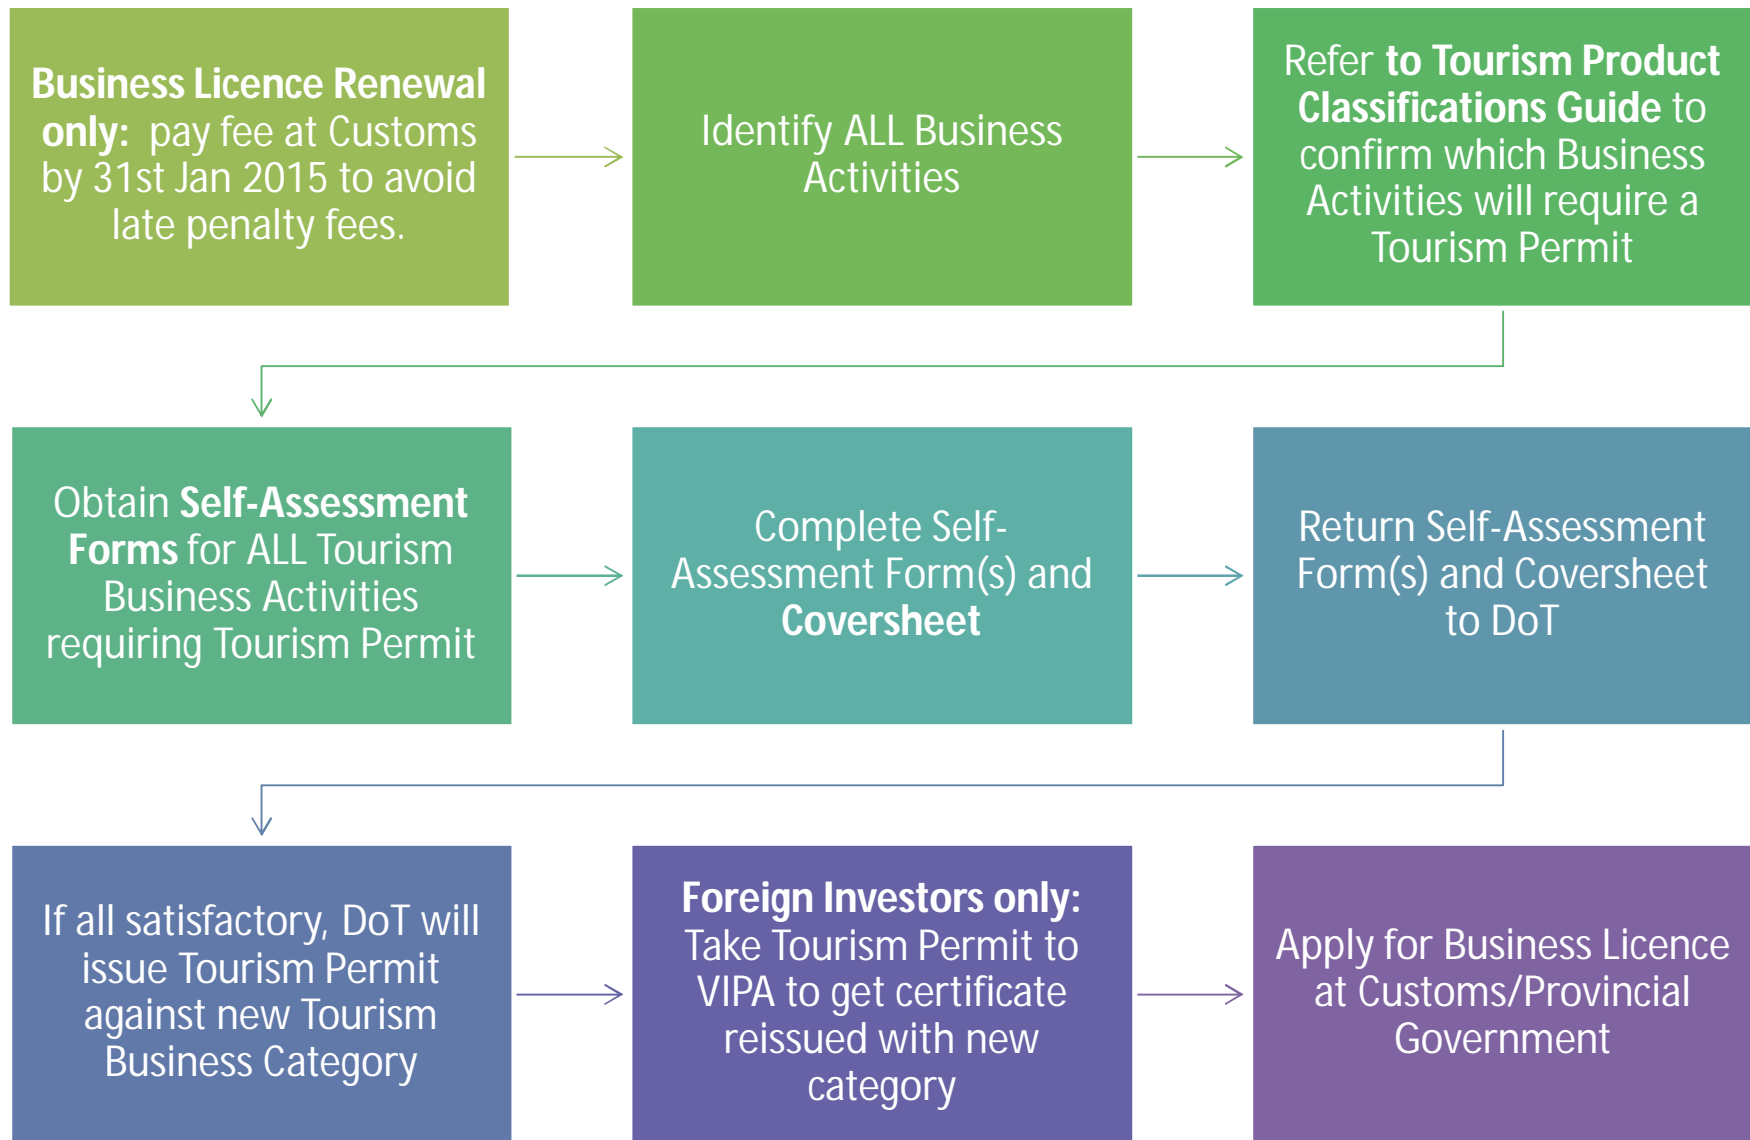 Business Licence Renewal
only: pay fee at Customs
by 31st Jan 2015 to avoid
late penalty fees.
Identify ALL Business
Activities
Refer to Tourism Product
Classifications Guide to
confirm which Business
Activities will require a
Tourism Permit
Obtain Self-Assessment
Forms for ALL Tourism
Business Activities
requiring Tourism Permit
Complete Self-
Assessment Form(s) and
Coversheet
Return Self-Assessment
Form(s) and Coversheet
to DoT
If all satisfactory, DoT will
issue Tourism Permit
against new Tourism
Business Category
Foreign Investors only:
Take Tourism Permit to
VIPA to get certificate
reissued with new
category
Apply for Business Licence
at Customs/Provincial
Government